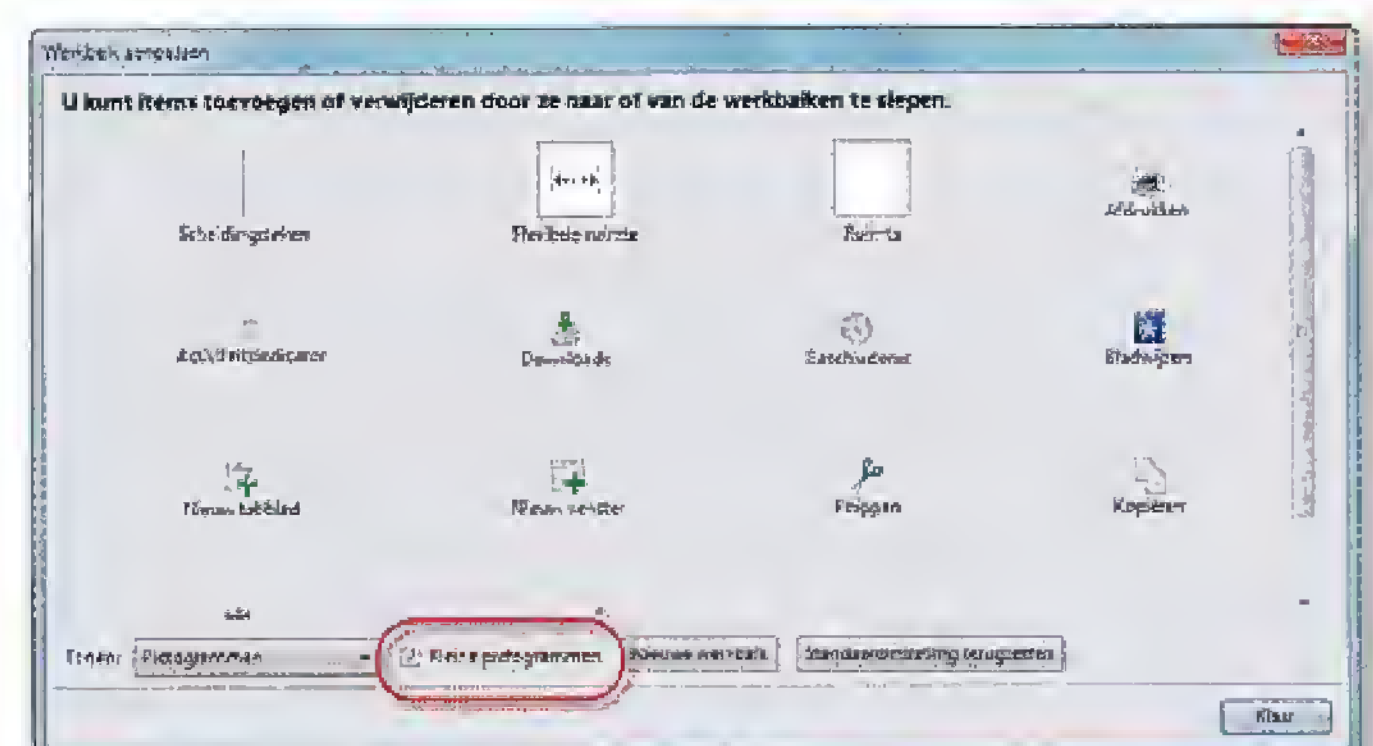 Werkbalk aanpassen
U kunt items toevoegen of verwijderen door ze naar of van de werkbalken te slepen.
Scheidingsteken Flexibele ruimte Ruimte Afdrukken
Activiteitsindicator Downloads Geschiedenis Bladwijzers
Nieuw tabblad Nieuw venster Knippen Kopiëren
Tonen: Pictogrammen Kleine pictogrammen Nieuwe werkbalk Standaardinstelling terugzetten
Klaar